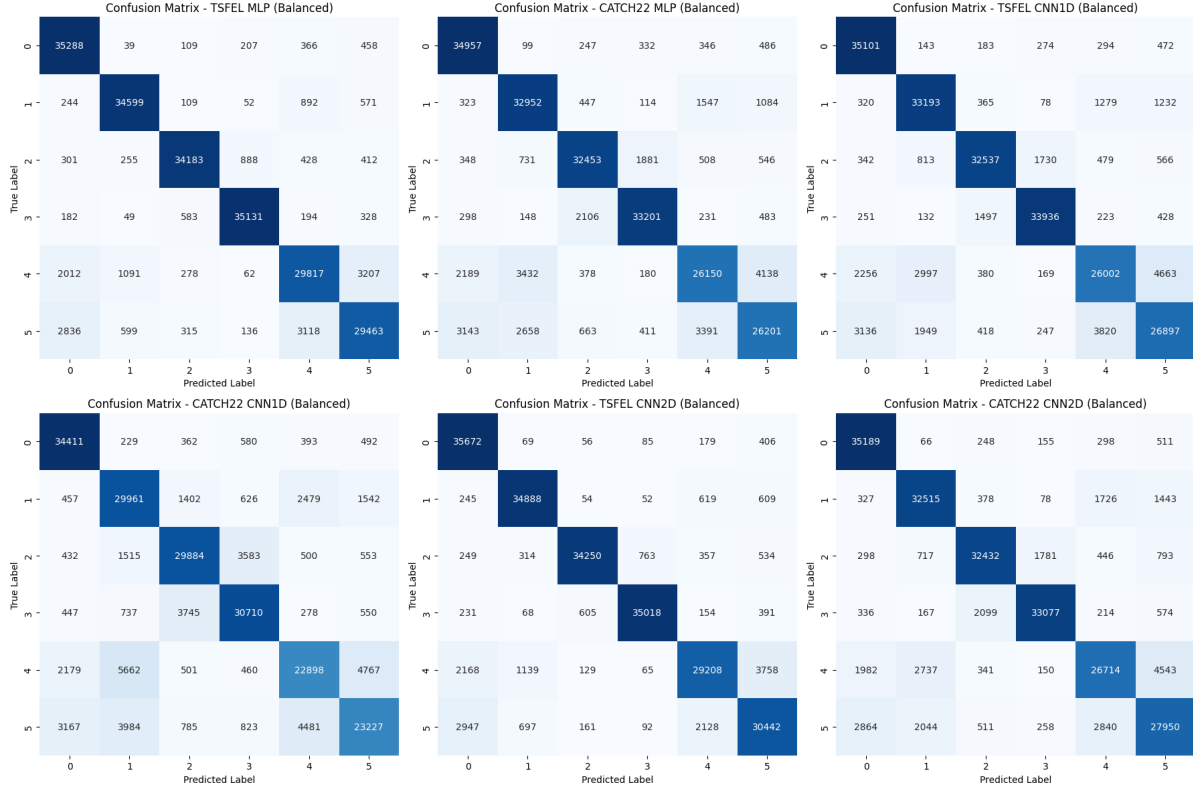 Confusion Matrix - TSFEL MLP (Balanced)
0 35288 39 109 207 366 458
1 244 34599 109 52 892 571
2 301 255 34183 888 428 412
3 182 49 583 35131 194 328
4 2012 1091 278 62 29817 3207
5 2836 599 315 136 3118 29463
0 1 2 3 4 5
True Label
Predicted Label
Confusion Matrix - CATCH22 MLP (Balanced)
0 34957 99 247 332 346 486
1 323 32952 447 114 1547 1084
2 348 731 32453 1881 508 546
3 298 148 2106 33201 231 483
4 2189 3432 378 180 26150 4138
5 3143 2658 663 411 3391 26201
0 1 2 3 4 5
True Label
Predicted Label
Confusion Matrix - TSFEL CNN1D (Balanced)
0 35101 143 183 274 294 472
1 320 33193 365 78 1279 1232
2 342 813 32537 1730 479 566
3 251 132 1497 33936 223 428
4 2256 2997 380 169 26002 4663
5 3136 1949 418 247 3820 26897
0 1 2 3 4 5
True Label
Predicted Label
Confusion Matrix - CATCH22 CNN1D (Balanced)
0 34411 229 362 580 393 492
1 457 29961 1402 626 2479 1542
2 432 1515 29884 3583 500 553
3 447 737 3745 30710 278 550
4 2179 5662 501 460 22898 4767
5 3167 3984 785 823 4481 23227
0 1 2 3 4 5
True Label
Predicted Label
Confusion Matrix - TSFEL CNN2D (Balanced)
0 35672 69 56 85 179 406
1 245 34888 54 52 619 609
2 249 314 34250 763 357 534
3 231 68 605 35018 154 391
4 2168 1139 129 65 29208 3758
5 2947 697 161 92 2128 30442
0 1 2 3 4 5
True Label
Predicted Label
Confusion Matrix - CATCH22 CNN2D (Balanced)
0 35189 66 248 155 298 511
1 327 32515 378 78 1726 1443
2 298 717 32432 1781 446 793
3 336 167 2099 33077 214 574
4 1982 2737 341 150 26714 4543
5 2864 2044 511 258 2840 27950
0 1 2 3 4 5
True Label
Predicted Label